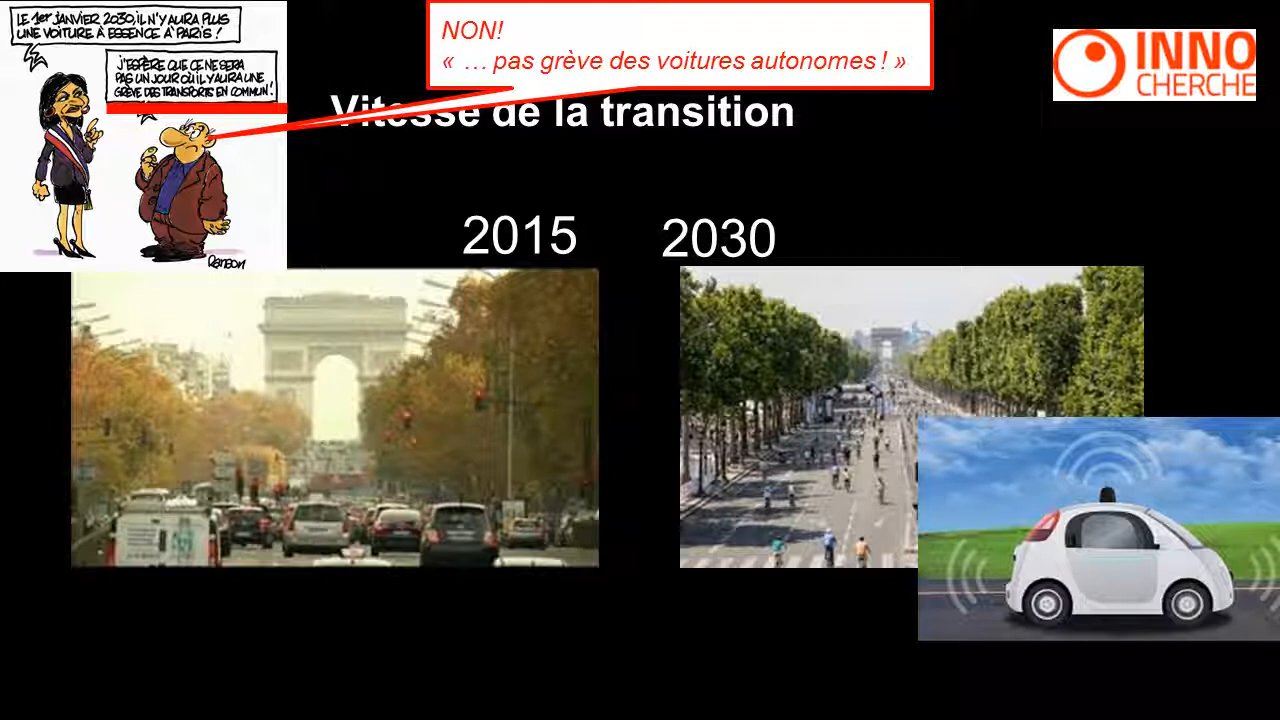 LE 1er JANVIER 2030, IL N'Y AURA PLUS
UNE VOITURE À ESSENCE À PARIS !
J'ESPÈRE QUE CE NE SERA
PAS UN JOUR OÙ IL Y AURA UNE
GRÈVE DES TRANSPORTS EN COMMUN !
NON!
« … pas grève des voitures autonomes ! »
INNO
CHERCHE
Vitesse de la transition
2015
2030
Ranson